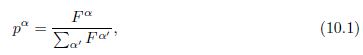 p^α = F^α / ∑_{α'} F^{α'}, (10.1)